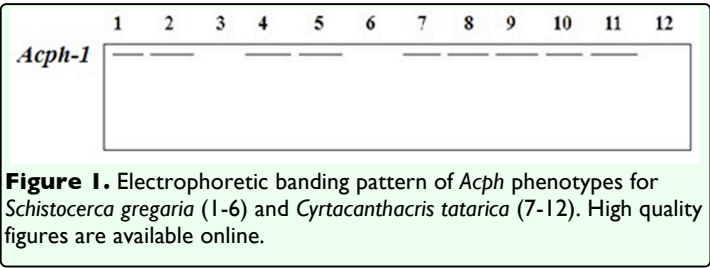 1 2 3 4 5 6 7 8 9 10 11 12
Acph-1
Figure 1. Electrophoretic banding pattern of Acph phenotypes for
Schistocerca gregaria (1-6) and Cyrtacanthacris tatarica (7-12). High quality
figures are available online.